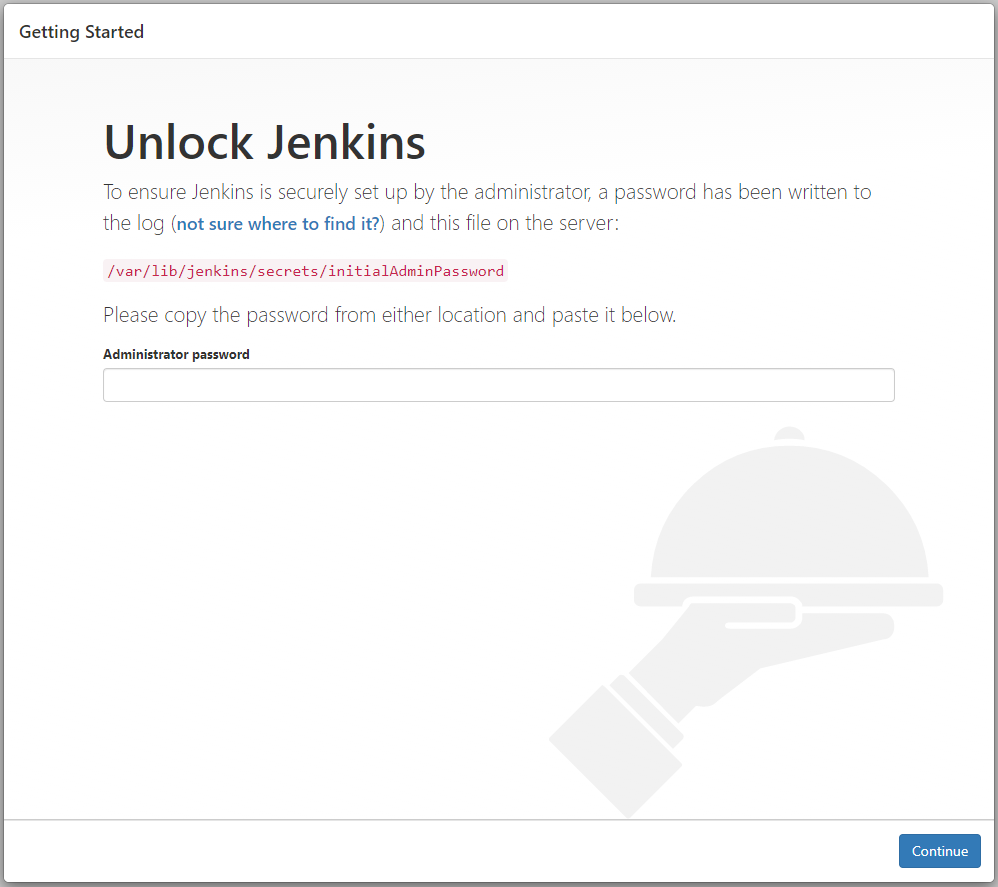 Getting Started
Unlock Jenkins
To ensure Jenkins is securely set up by the administrator, a password has been written to
the log (not sure where to find it?) and this file on the server:
/var/lib/jenkins/secrets/initialAdminPassword
Please copy the password from either location and paste it below.
Administrator password
Continue